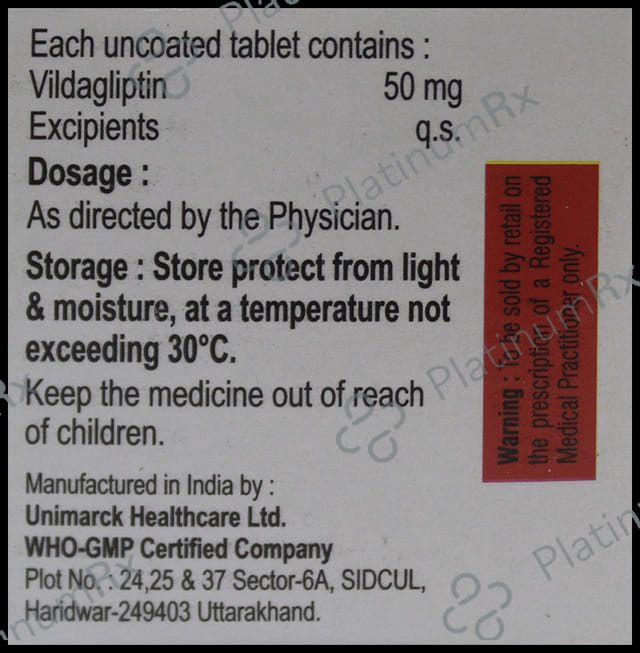 Each uncoated tablet contains :
Vildagliptin 50 mg
Excipients q.s.
Dosage :
As directed by the Physician.
Storage : Store protect from light
& moisture, at a temperature not
exceeding 30°C.
Keep the medicine out of reach
of children.
Manufactured in India by :
Unimarck Healthcare Ltd.
WHO-GMP Certified Company
Plot No. : 24,25 & 37 Sector-6A, SIDCUL,
Haridwar-249403 Uttarakhand.
Warning : To be sold by retail on
the prescription of a Registered
Medical Practitioner only.
PlatinumRx
PlatinumRx